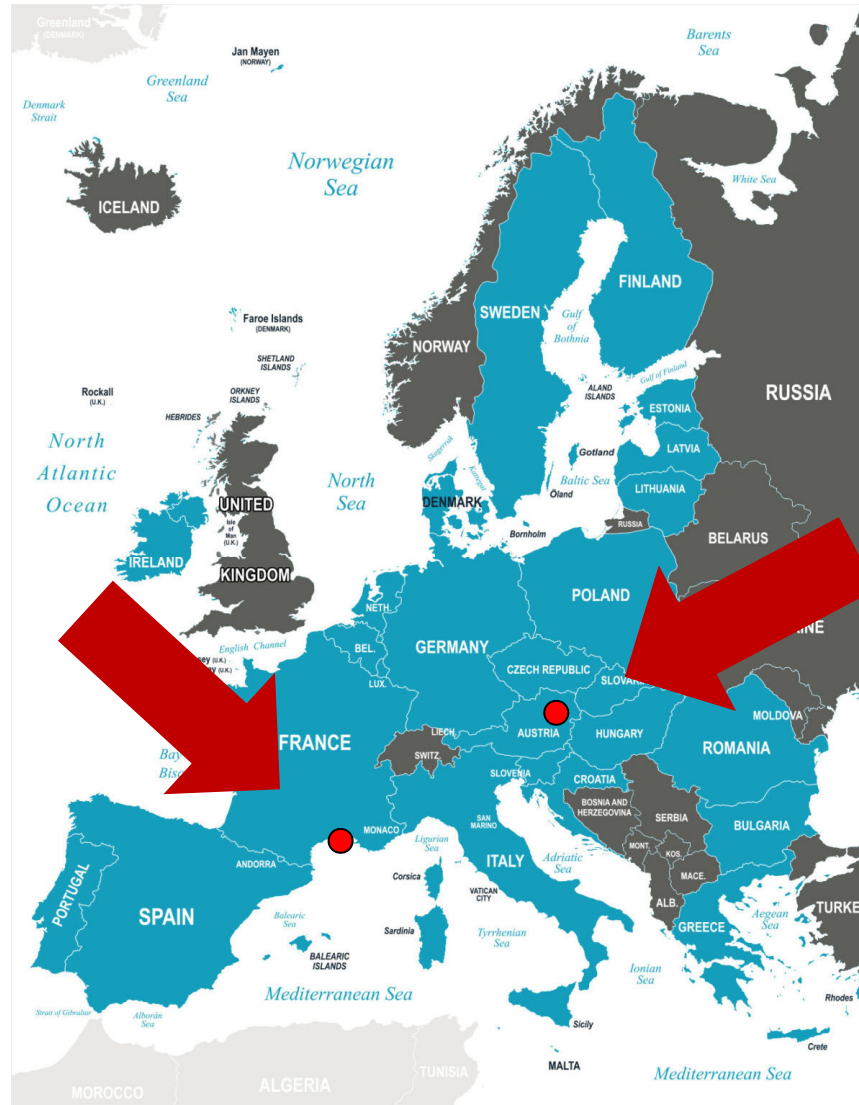 Greenland
(DENMARK)
Jan Mayen
(NORWAY)
Barents
Sea
Greenland
Sea
Denmark
Strait
Norwegian
Sea
White Sea
ICELAND
FINLAND
SWEDEN
Gulf
of
Bothnia
Faroe Islands
(DENMARK)
NORWAY
SHETLAND
ISLANDS
Gulf of Finland
RUSSIA
Rockall
(U.K.)
ORKNEY
ISLANDS
ALAND
ISLANDS
HEBRIDES
ESTONIA
North
Atlantic
Ocean
Skagerrak
Kattegat
Gotland
LATVIA
North
Sea
Baltic Sea
LITHUANIA
Öland
DENMARK
UNITED
KINGDOM
Isle
of
Man
(U.K.)
RUSSIA
Bornholm
BELARUS
IRELAND
POLAND
NETH.
English Channel
BEL.
GERMANY
sey (U.K.)
y (U.K.)
INE
CZECH REPUBLIC
LUX.
SLOVAK
MOLDOVA
AUSTRIA
LIECH.
HUNGARY
FRANCE
SWITZ.
ROMANIA
Bay
Bisc
SLOVENIA
CROATIA
BOSNIA AND
HERZEGOVINA
SERBIA
SAN
MARINO
MONACO
BULGARIA
Ligurian
Sea
MONT.
KOS.
ITALY
Adriatic
Sea
ANDORRA
MACE.
Corsica
VATICAN
CITY
ALB.
PORTUGAL
SPAIN
TURKE
Balearic
Sea
Sardinia
Aegean
Sea
GREECE
Tyrrhenian
Sea
BALEARIC
ISLANDS
Ionian
Sea
Mediterranean Sea
Rhodes
Strait of Gibraltar
Alborán
Sea
Sicily
Crete
MALTA
Mediterranean Sea
TUNISIA
ALGERIA
MOROCCO